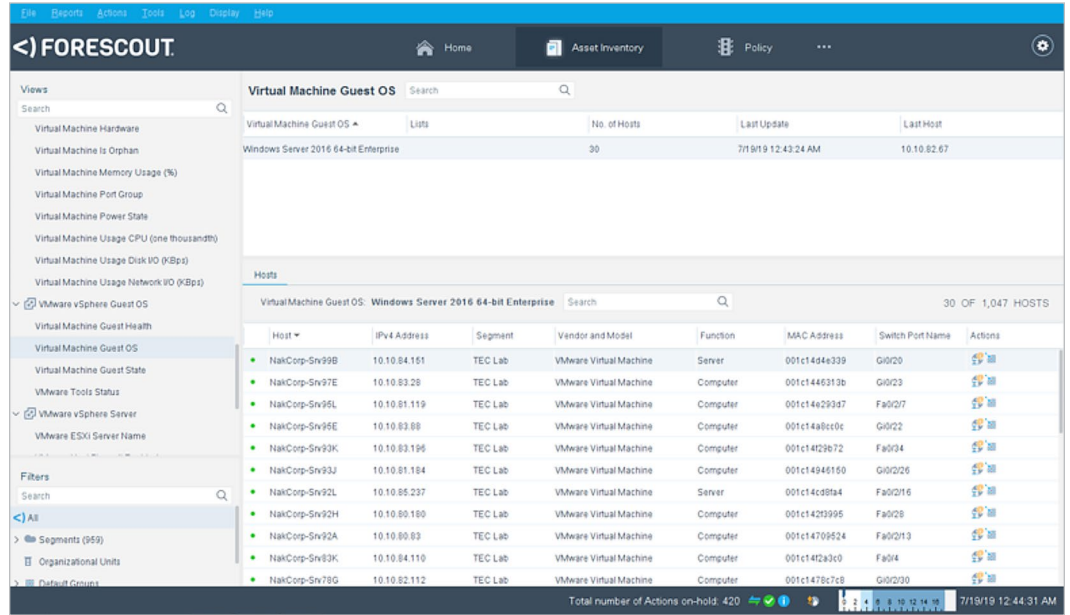 File Reports Actions Tools Log Display Help
<) FORESCOUT.
Home
Asset Inventory
Policy
...
Views
Search
Virtual Machine Hardware
Virtual Machine Is Orphan
Virtual Machine Memory Usage (%)
Virtual Machine Port Group
Virtual Machine Power State
Virtual Machine Usage CPU (one thousandth)
Virtual Machine Usage Disk I/O (KBps)
Virtual Machine Usage Network I/O (KBps)
VMware vSphere Guest OS
Virtual Machine Guest Health
Virtual Machine Guest OS
Virtual Machine Guest State
VMware Tools Status
VMware vSphere Server
VMware ESXi Server Name
Filters
Search
<) All
Segments (959)
Organizational Units
Default Groups
Virtual Machine Guest OS Search
Virtual Machine Guest OS Lists No. of Hosts Last Update Last Host
Windows Server 2016 64-bit Enterprise 30 7/19/19 12:43:24 AM 10.10.82.67
Hosts
Virtual Machine Guest OS: Windows Server 2016 64-bit Enterprise Search 30 OF 1,047 HOSTS
Host IPv4 Address Segment Vendor and Model Function MAC Address Switch Port Name Actions
NakCorp-Srv99B 10.10.84.151 TEC Lab VMware Virtual Machine Server 001c14d4e339 Gi0/20
NakCorp-Srv97E 10.10.83.28 TEC Lab VMware Virtual Machine Computer 001c1446313b Gi0/23
NakCorp-Srv95L 10.10.81.119 TEC Lab VMware Virtual Machine Computer 001c14e293d7 Fa0/2/7
NakCorp-Srv95E 10.10.83.88 TEC Lab VMware Virtual Machine Computer 001c14a8cc0c Gi0/22
NakCorp-Srv93K 10.10.83.196 TEC Lab VMware Virtual Machine Computer 001c14f29b72 Fa0/34
NakCorp-Srv93J 10.10.81.184 TEC Lab VMware Virtual Machine Computer 001c14946150 Gi0/2/26
NakCorp-Srv92L 10.10.85.237 TEC Lab VMware Virtual Machine Server 001c14cd8fa4 Fa0/2/16
NakCorp-Srv92H 10.10.80.180 TEC Lab VMware Virtual Machine Computer 001c142f3995 Fa0/28
NakCorp-Srv92A 10.10.80.83 TEC Lab VMware Virtual Machine Computer 001c14709524 Fa0/2/13
NakCorp-Srv83K 10.10.84.110 TEC Lab VMware Virtual Machine Computer 001c14f2a3c0 Fa0/4
NakCorp-Srv78G 10.10.82.112 TEC Lab VMware Virtual Machine Computer 001c1478c7c8 Gi0/2/30
Total number of Actions on-hold: 420 0 2 4 6 8 10 12 14 16 7/19/19 12:44:31 AM